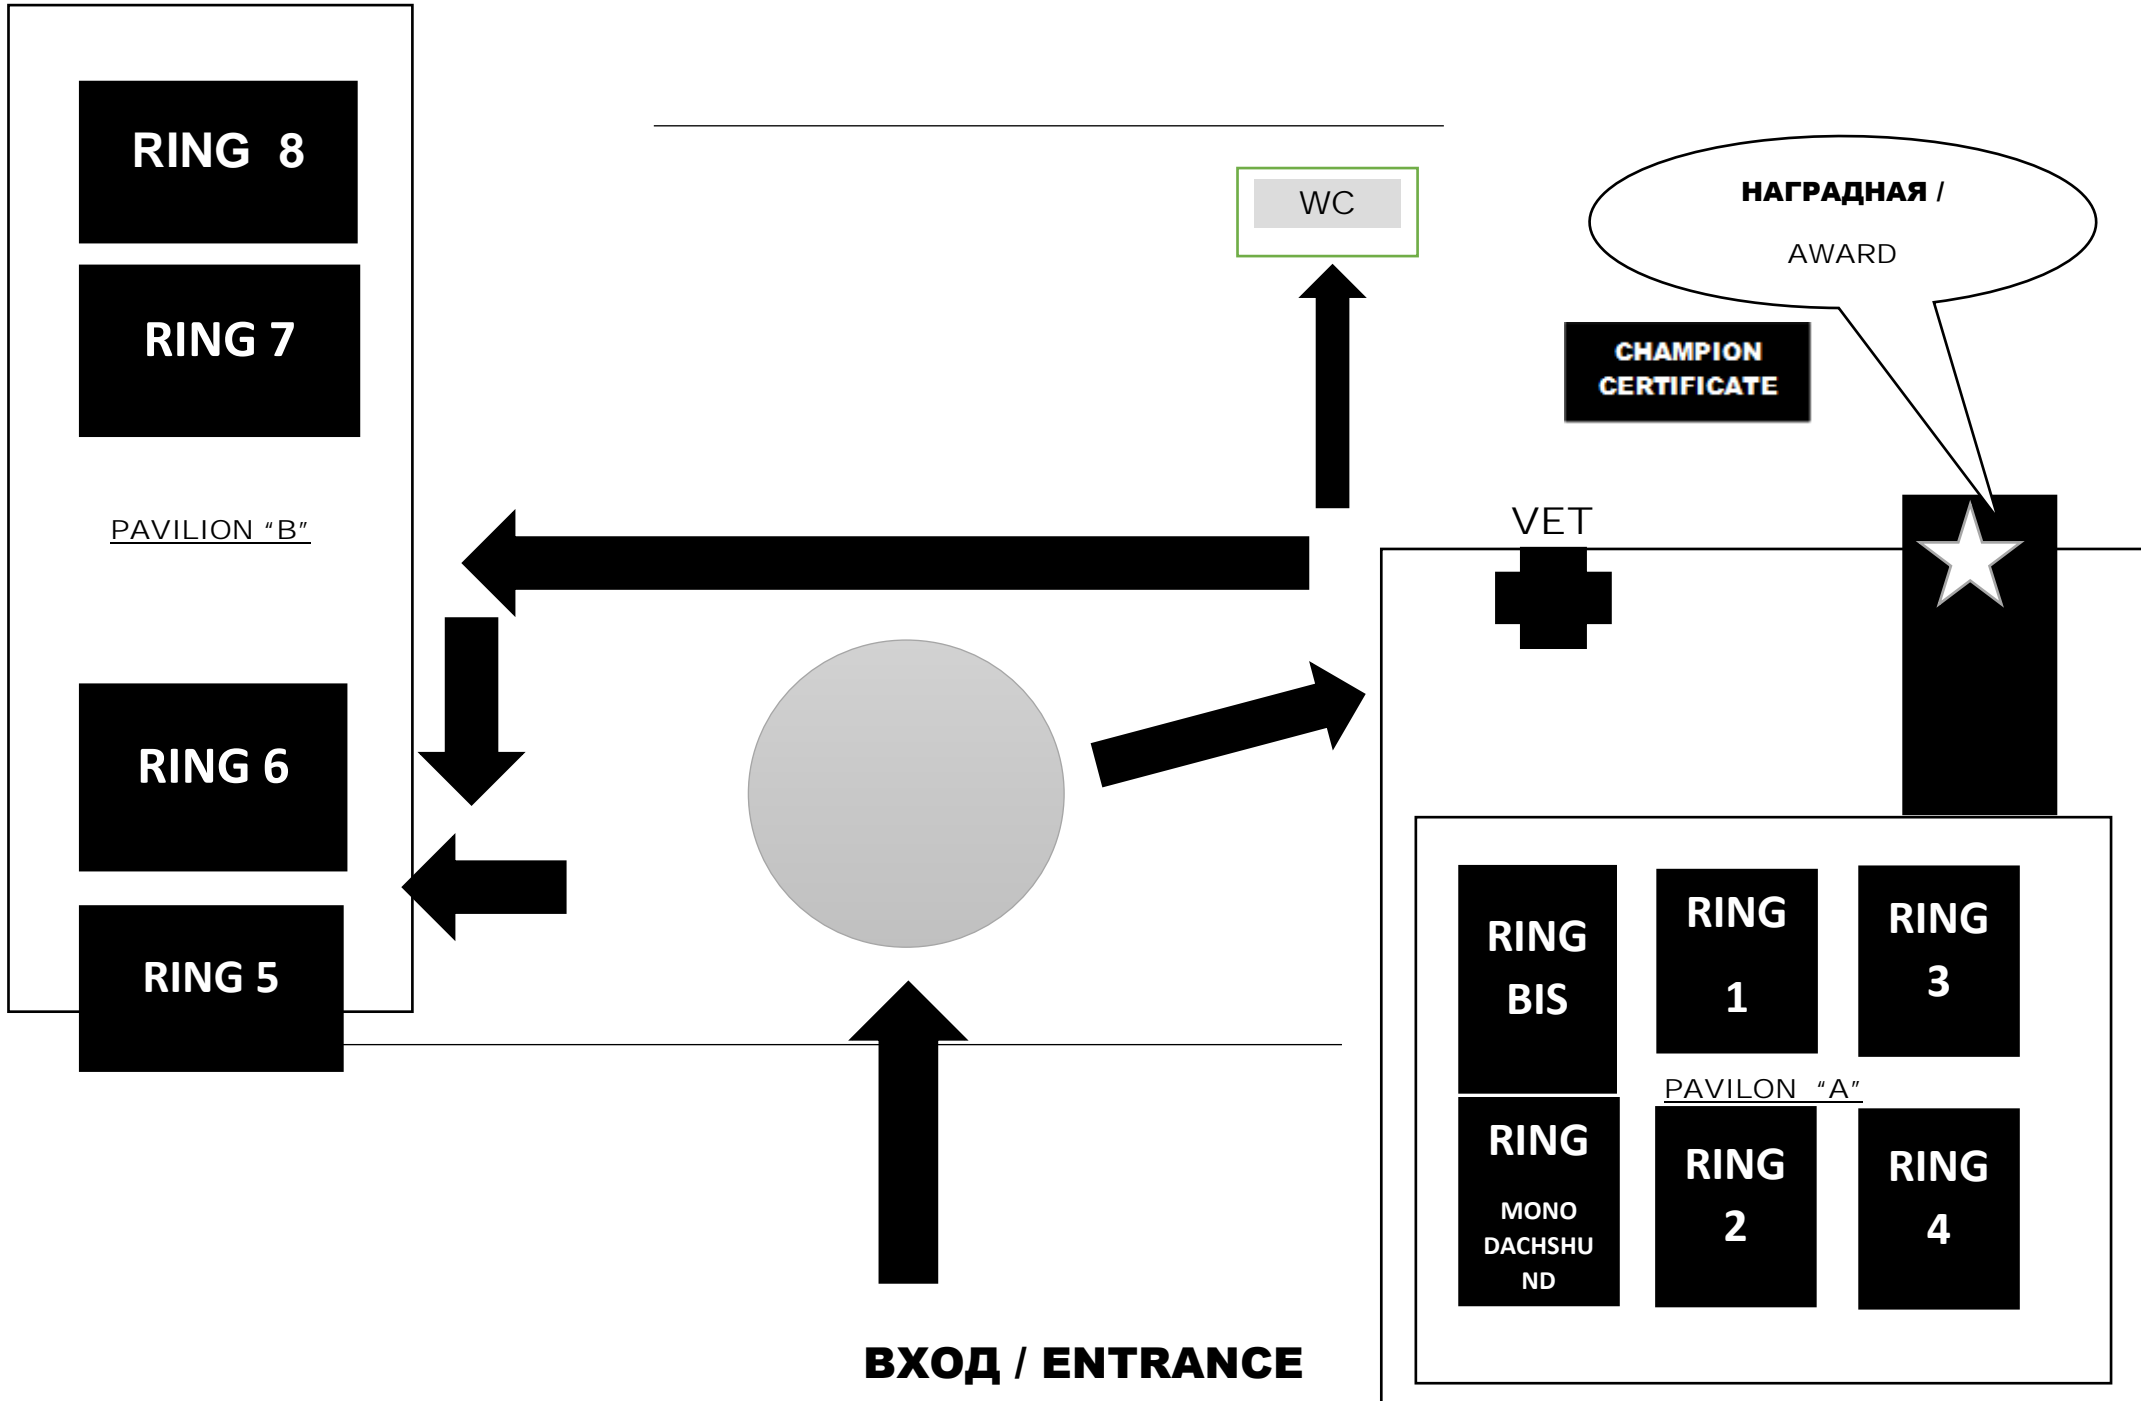 RING 8
RING 7
PAVILION “B”
RING 6
RING 5
WC
НАГРАДНАЯ /
AWARD
CHAMPION
CERTIFICATE
VET
RING
BIS
RING
1
RING
3
PAVILON “A”
RING
MONO
DACHSHU
ND
RING
2
RING
4
ВХОД / ENTRANCE